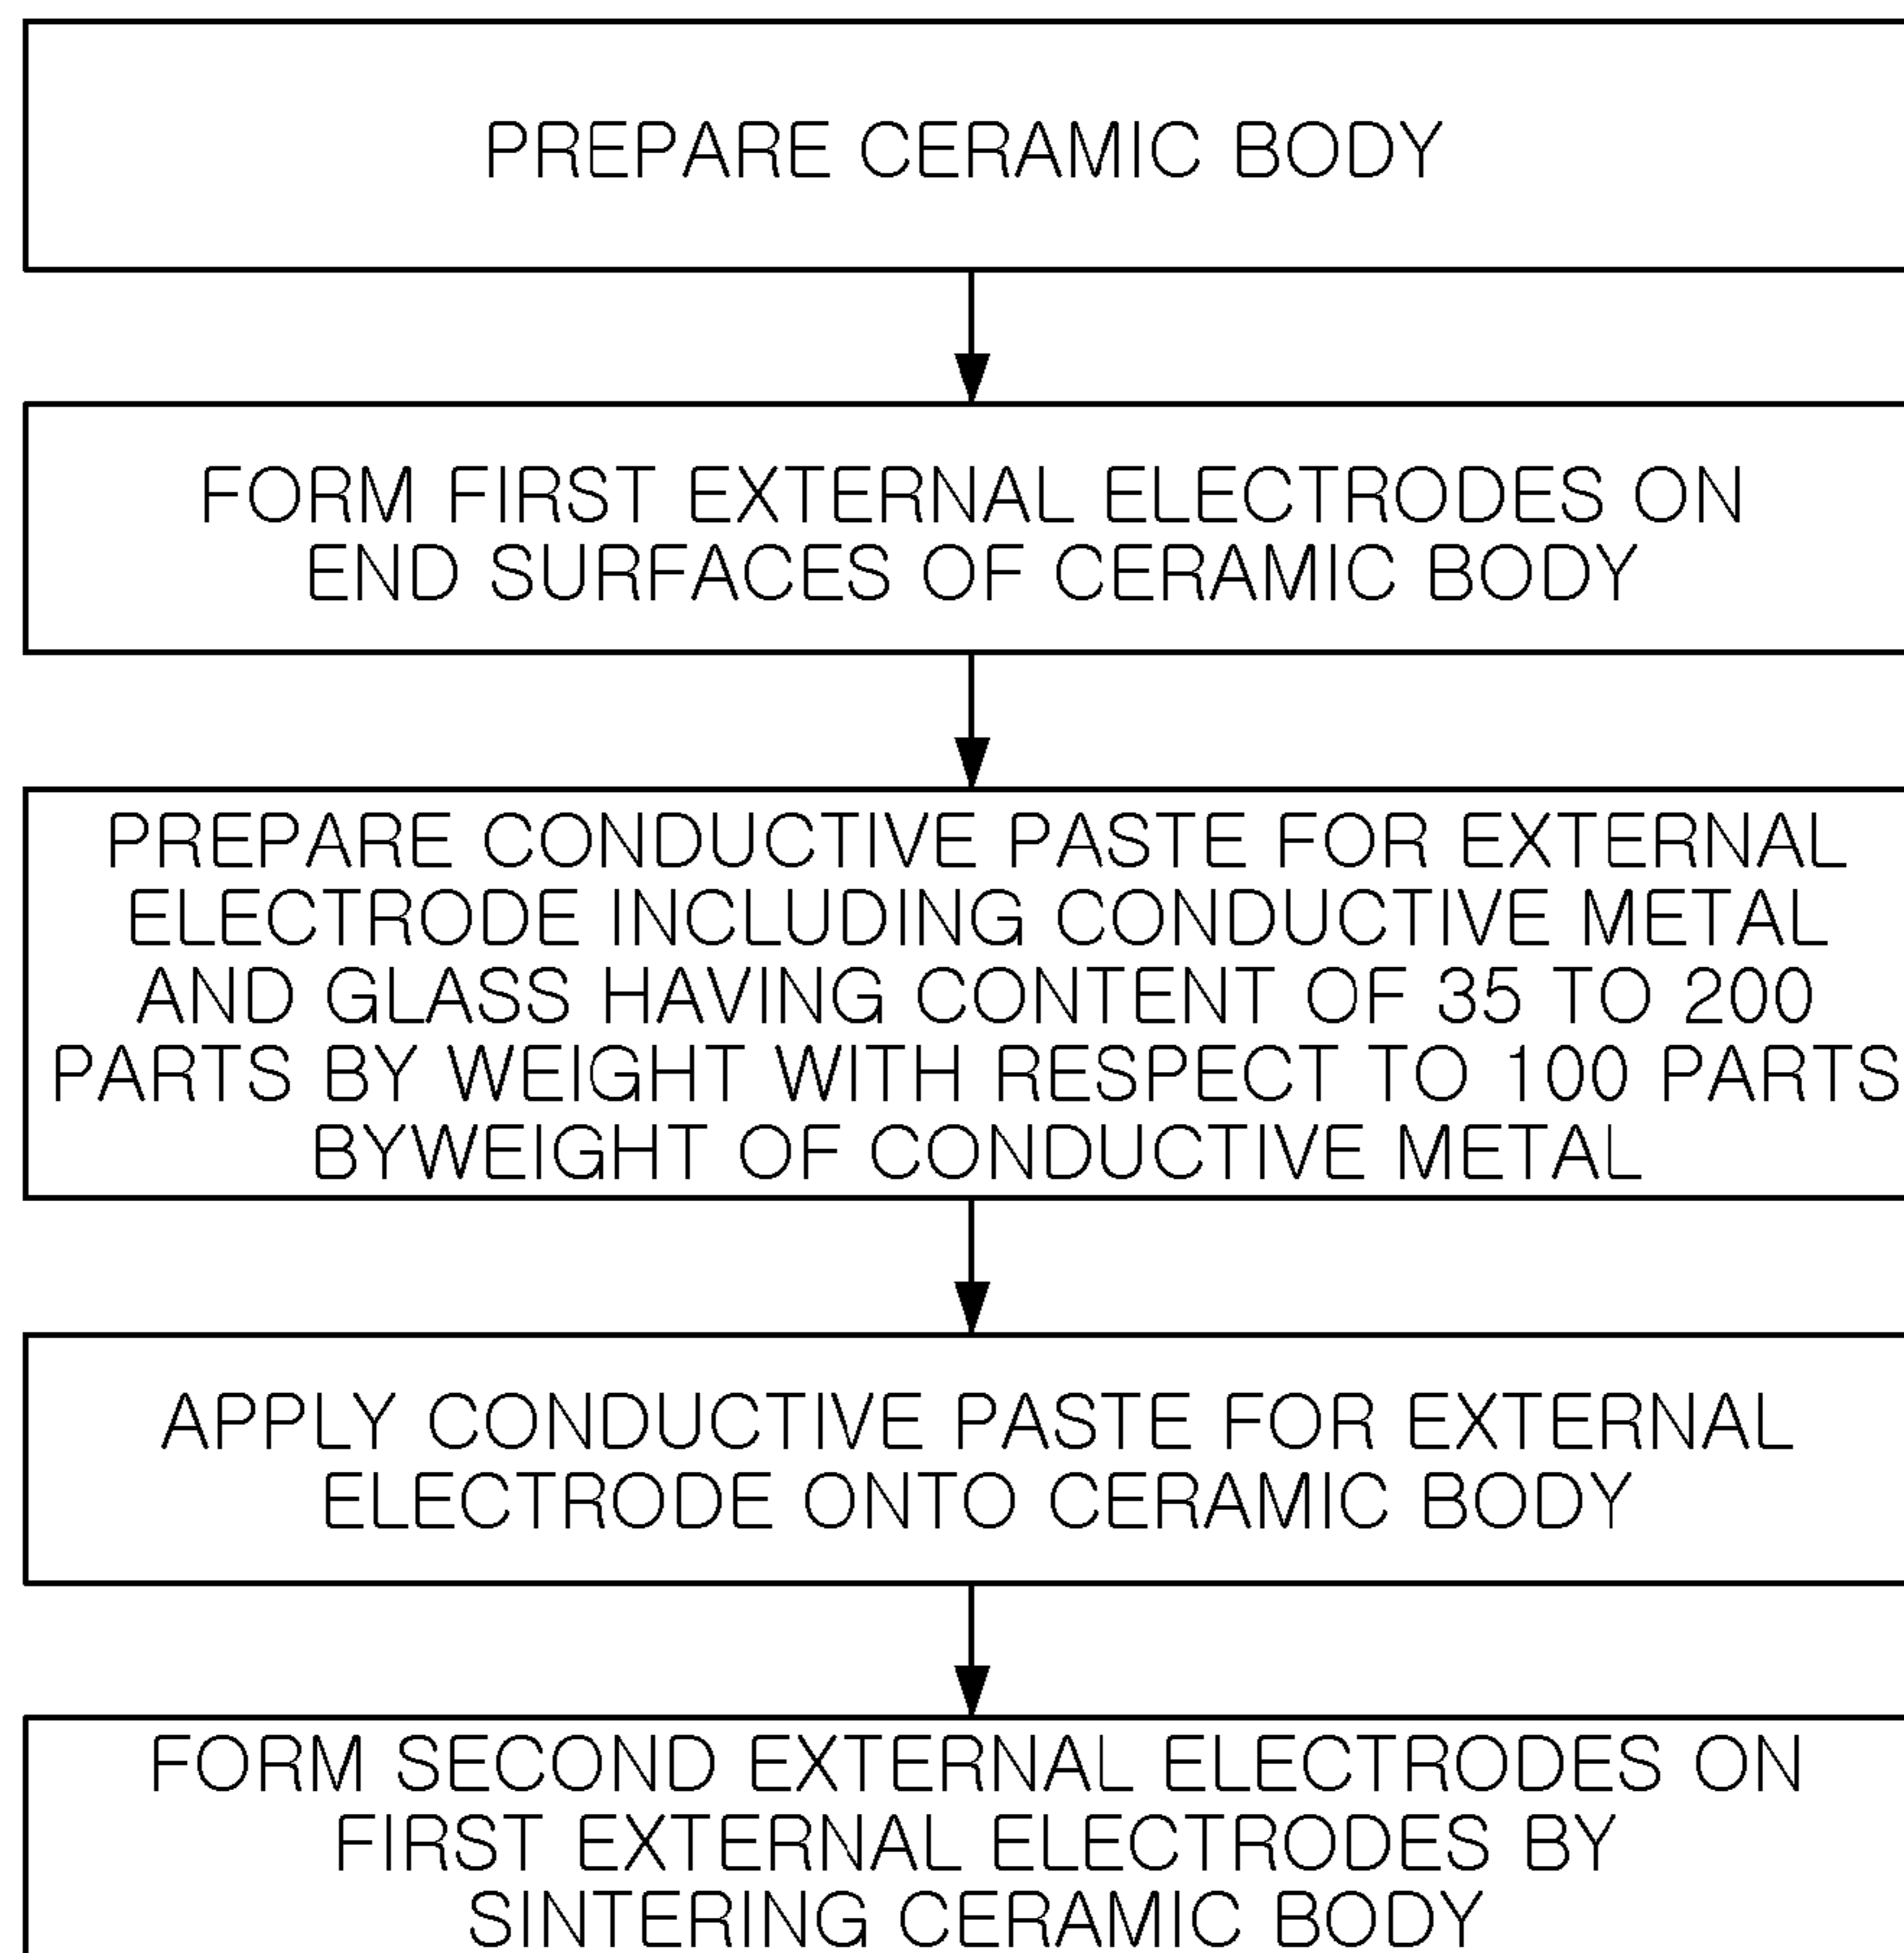 PREPARE CERAMIC BODY
FORM FIRST EXTERNAL ELECTRODES ON
END SURFACES OF CERAMIC BODY
PREPARE CONDUCTIVE PASTE FOR EXTERNAL
ELECTRODE INCLUDING CONDUCTIVE METAL
AND GLASS HAVING CONTENT OF 35 TO 200
PARTS BY WEIGHT WITH RESPECT TO 100 PARTS
BYWEIGHT OF CONDUCTIVE METAL
APPLY CONDUCTIVE PASTE FOR EXTERNAL
ELECTRODE ONTO CERAMIC BODY
FORM SECOND EXTERNAL ELECTRODES ON
FIRST EXTERNAL ELECTRODES BY
SINTERING CERAMIC BODY